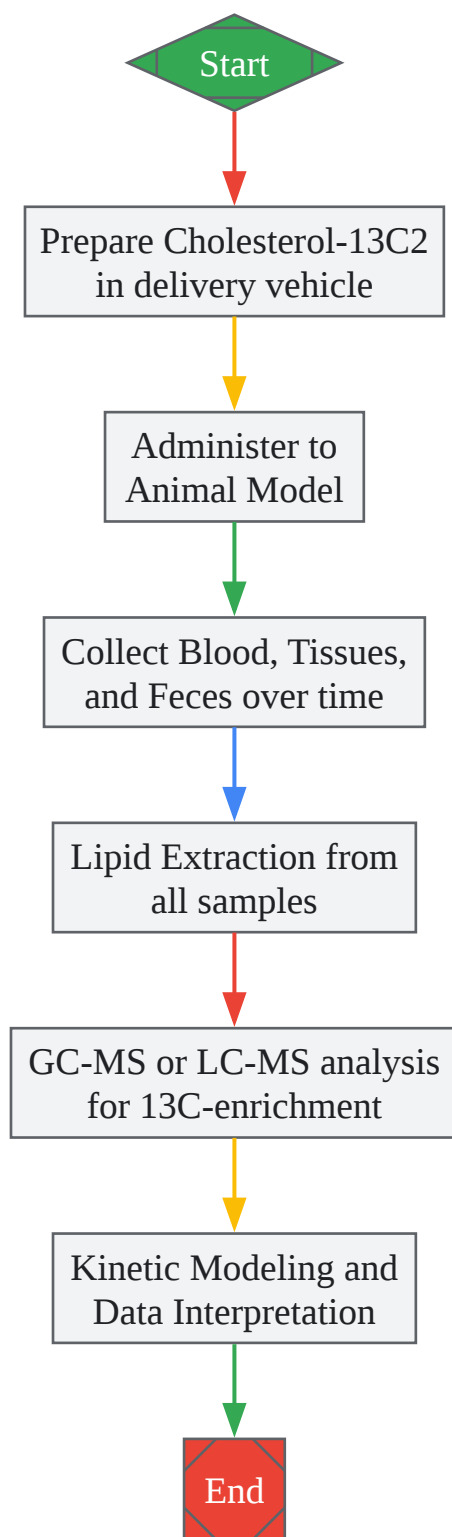 Start
Prepare Cholesterol-13C2
in delivery vehicle
Administer to
Animal Model
Collect Blood, Tissues,
and Feces over time
Lipid Extraction from
all samples
GC-MS or LC-MS analysis
for 13C-enrichment
Kinetic Modeling and
Data Interpretation
End